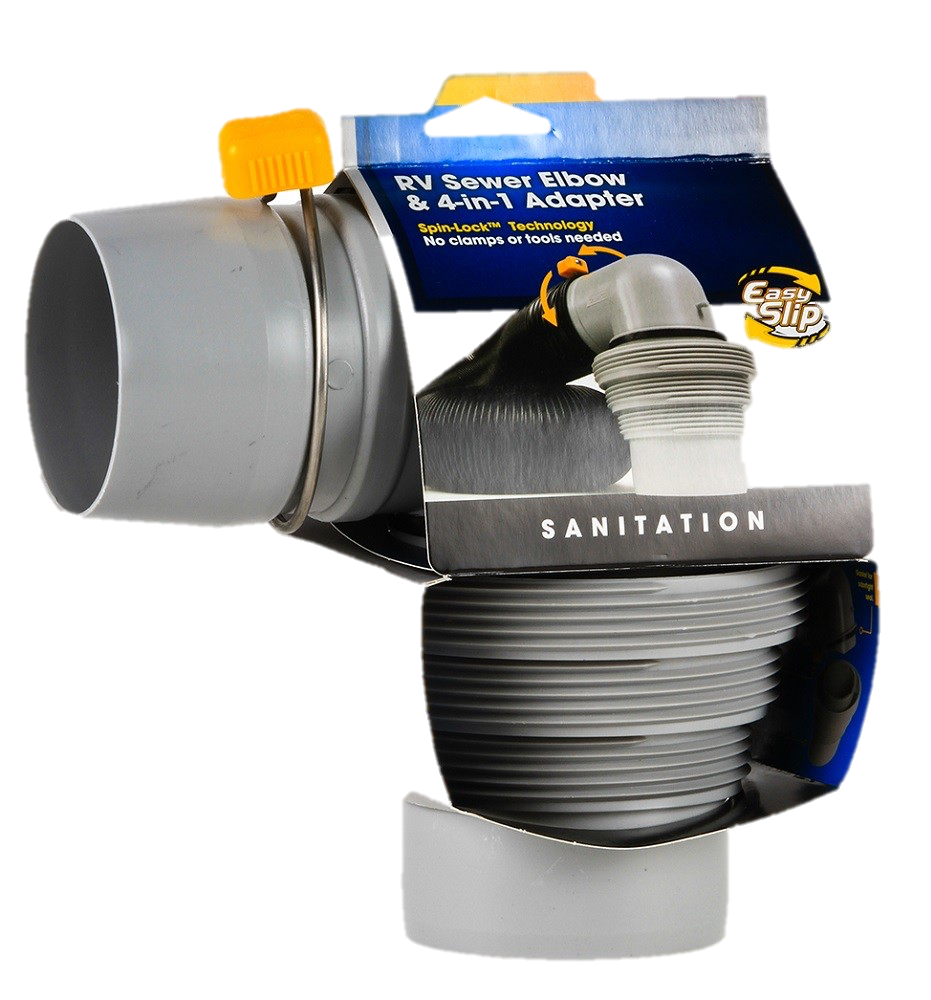 RV Sewer Elbow
& 4-in-1 Adapter
Spin-Lock™ Technology
No clamps or tools needed
Easy
Slip
SANITATION